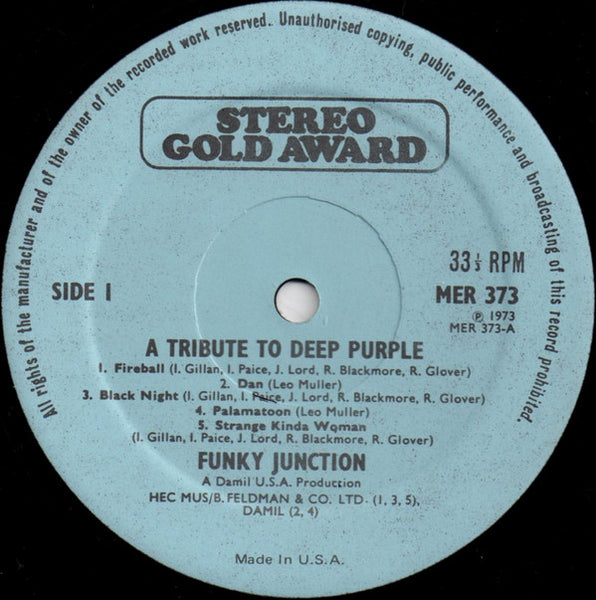 All rights of the manufacturer and of the owner of the recorded work reserved. Unauthorised copying, public performance and broadcasting of this record prohibited.
STEREO
GOLD AWARD
33⅓ RPM
SIDE 1
MER 373
℗ 1973
MER 373-A
A TRIBUTE TO DEEP PURPLE
1. Fireball (I. Gillan, I. Paice, J. Lord, R. Blackmore, R. Glover)
2. Dan (Leo Muller)
3. Black Night (I. Gillan, I. Paice, J. Lord, R. Blackmore, R. Glover)
4. Palamatoon (Leo Muller)
5. Strange Kinda Woman
(I. Gillan, I. Paice, J. Lord, R. Blackmore, R. Glover)
FUNKY JUNCTION
A Damil U.S.A. Production
HEC MUS/B. FELDMAN & CO. LTD. (1, 3, 5),
DAMIL (2, 4)
Made In U.S.A.